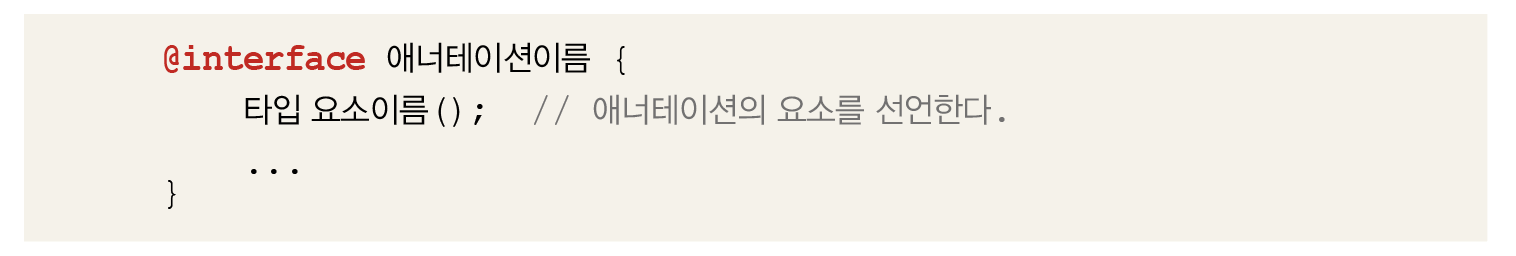 @interface 애너테이션이름 {
타입 요소이름(); // 애너테이션의 요소를 선언한다.
...
}